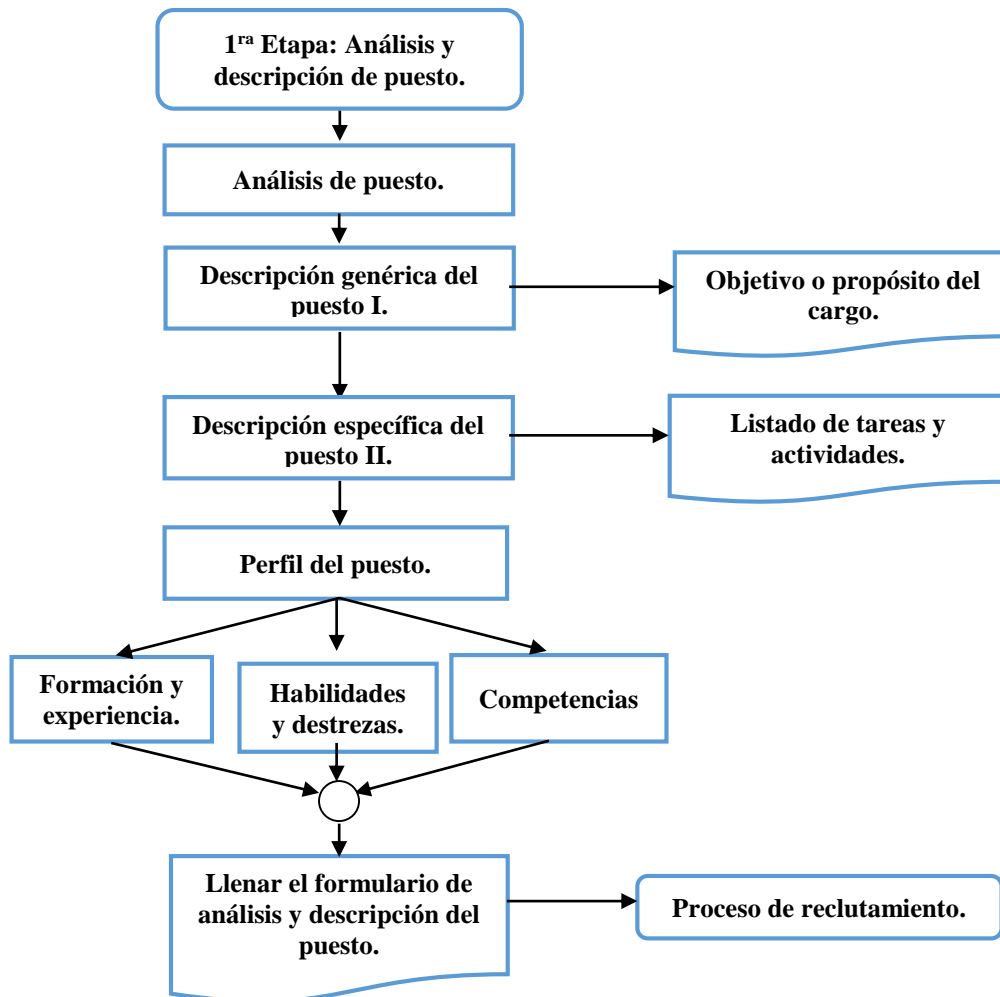 1ra Etapa: Análisis y
descripción de puesto.
Análisis de puesto.
Descripción genérica del
puesto I.
Objetivo o propósito del
cargo.
Descripción específica del
puesto II.
Listado de tareas y
actividades.
Perfil del puesto.
Formación y
experiencia.
Habilidades
y destrezas.
Competencias
Llenar el formulario de
análisis y descripción del
puesto.
Proceso de reclutamiento.